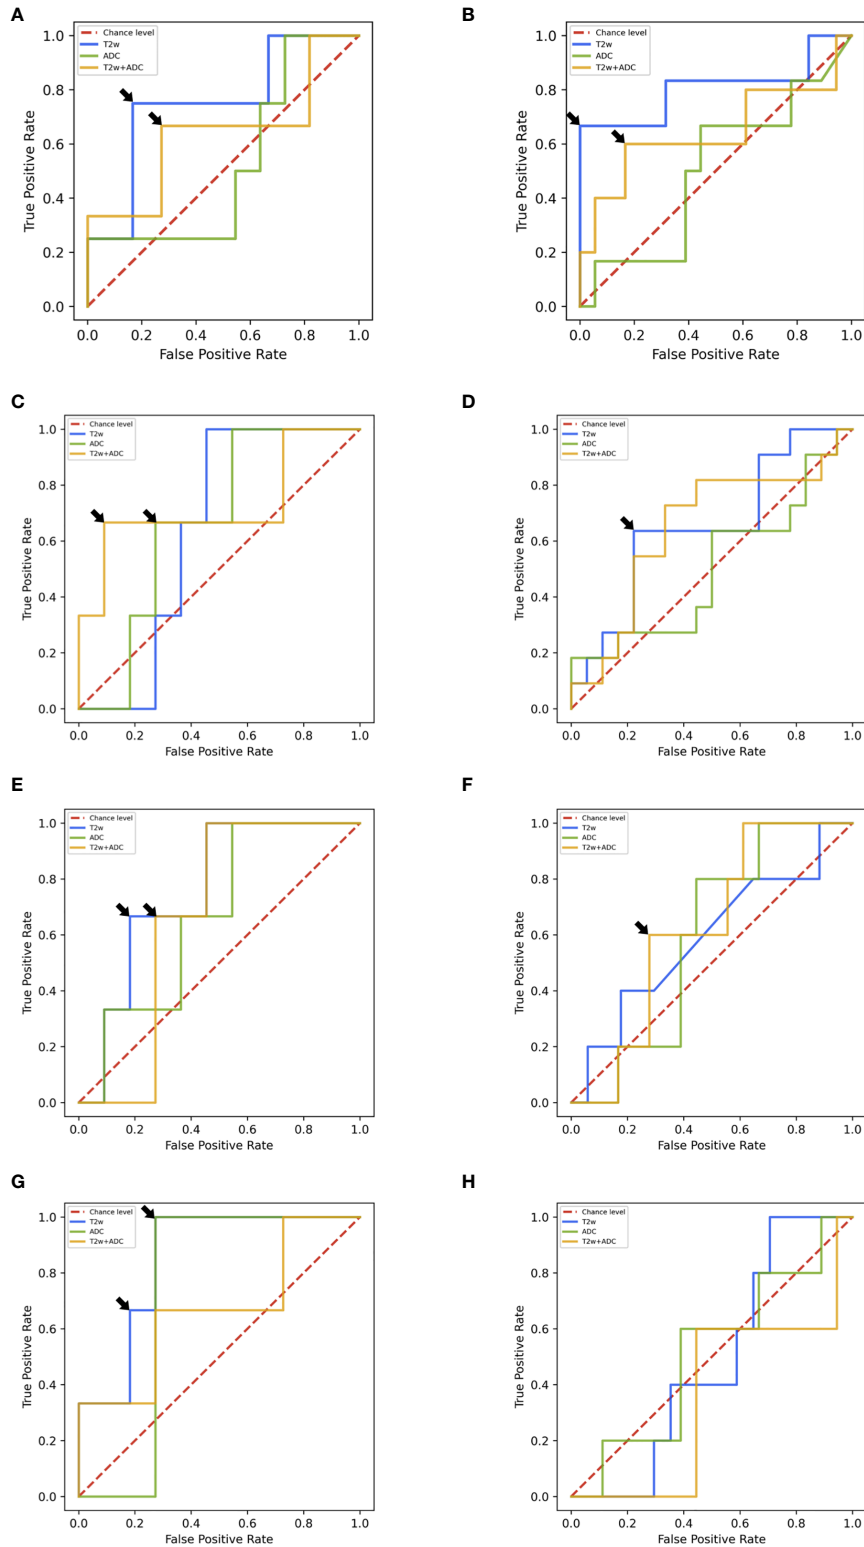 A
Chance level
T2w
ADC
T2w+ADC
True Positive Rate
1.0
0.8
0.6
0.4
0.2
0.0
0.0 0.2 0.4 0.6 0.8 1.0
False Positive Rate
B
Chance level
T2w
ADC
T2w+ADC
True Positive Rate
1.0
0.8
0.6
0.4
0.2
0.0
0.0 0.2 0.4 0.6 0.8 1.0
False Positive Rate
C
Chance level
T2w
ADC
T2w+ADC
True Positive Rate
1.0
0.8
0.6
0.4
0.2
0.0
0.0 0.2 0.4 0.6 0.8 1.0
False Positive Rate
D
Chance level
T2w
ADC
T2w+ADC
True Positive Rate
1.0
0.8
0.6
0.4
0.2
0.0
0.0 0.2 0.4 0.6 0.8 1.0
False Positive Rate
E
Chance level
T2w
ADC
T2w+ADC
True Positive Rate
1.0
0.8
0.6
0.4
0.2
0.0
0.0 0.2 0.4 0.6 0.8 1.0
False Positive Rate
F
Chance level
T2w
ADC
T2w+ADC
True Positive Rate
1.0
0.8
0.6
0.4
0.2
0.0
0.0 0.2 0.4 0.6 0.8 1.0
False Positive Rate
G
Chance level
T2w
ADC
T2w+ADC
True Positive Rate
1.0
0.8
0.6
0.4
0.2
0.0
0.0 0.2 0.4 0.6 0.8 1.0
False Positive Rate
H
Chance level
T2w
ADC
T2w+ADC
True Positive Rate
1.0
0.8
0.6
0.4
0.2
0.0
0.0 0.2 0.4 0.6 0.8 1.0
False Positive Rate